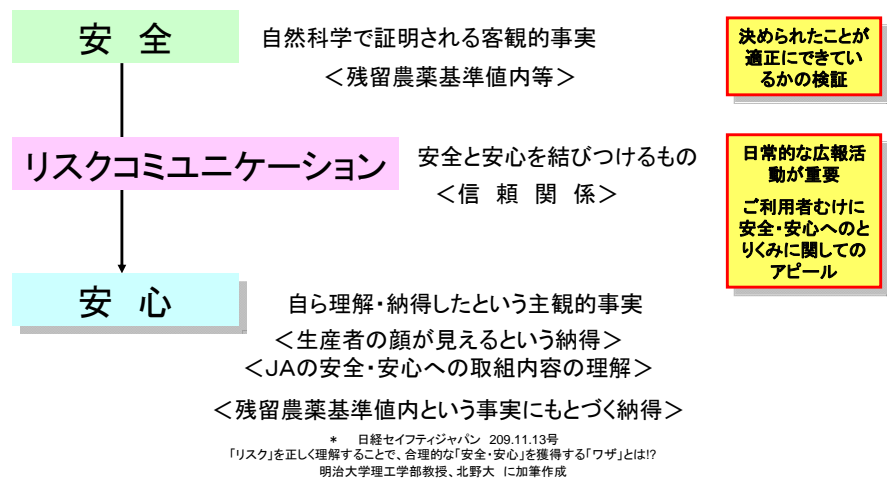 安 全
自然科学で証明される客観的事実
＜残留農薬基準値内等＞
決められたことが
適正にできてい
るかの検証
リスクコミュニケーション
安全と安心を結びつけるもの
＜信 頼 関 係＞
日常的な広報活
動が重要
ご利用者むけに
安全・安心へのと
りくみに関しての
アピール
安 心
自ら理解・納得したという主観的事実
＜生産者の顔が見えるという納得＞
＜JAの安全・安心への取組内容の理解＞
＜残留農薬基準値内という事実にもとづく納得＞
* 日経セイフティジャパン 209.11.13号
「リスク」を正しく理解することで、合理的な「安全・安心」を獲得する「ワザ」とは!?
明治大学理工学部教授、北野大 に加筆作成